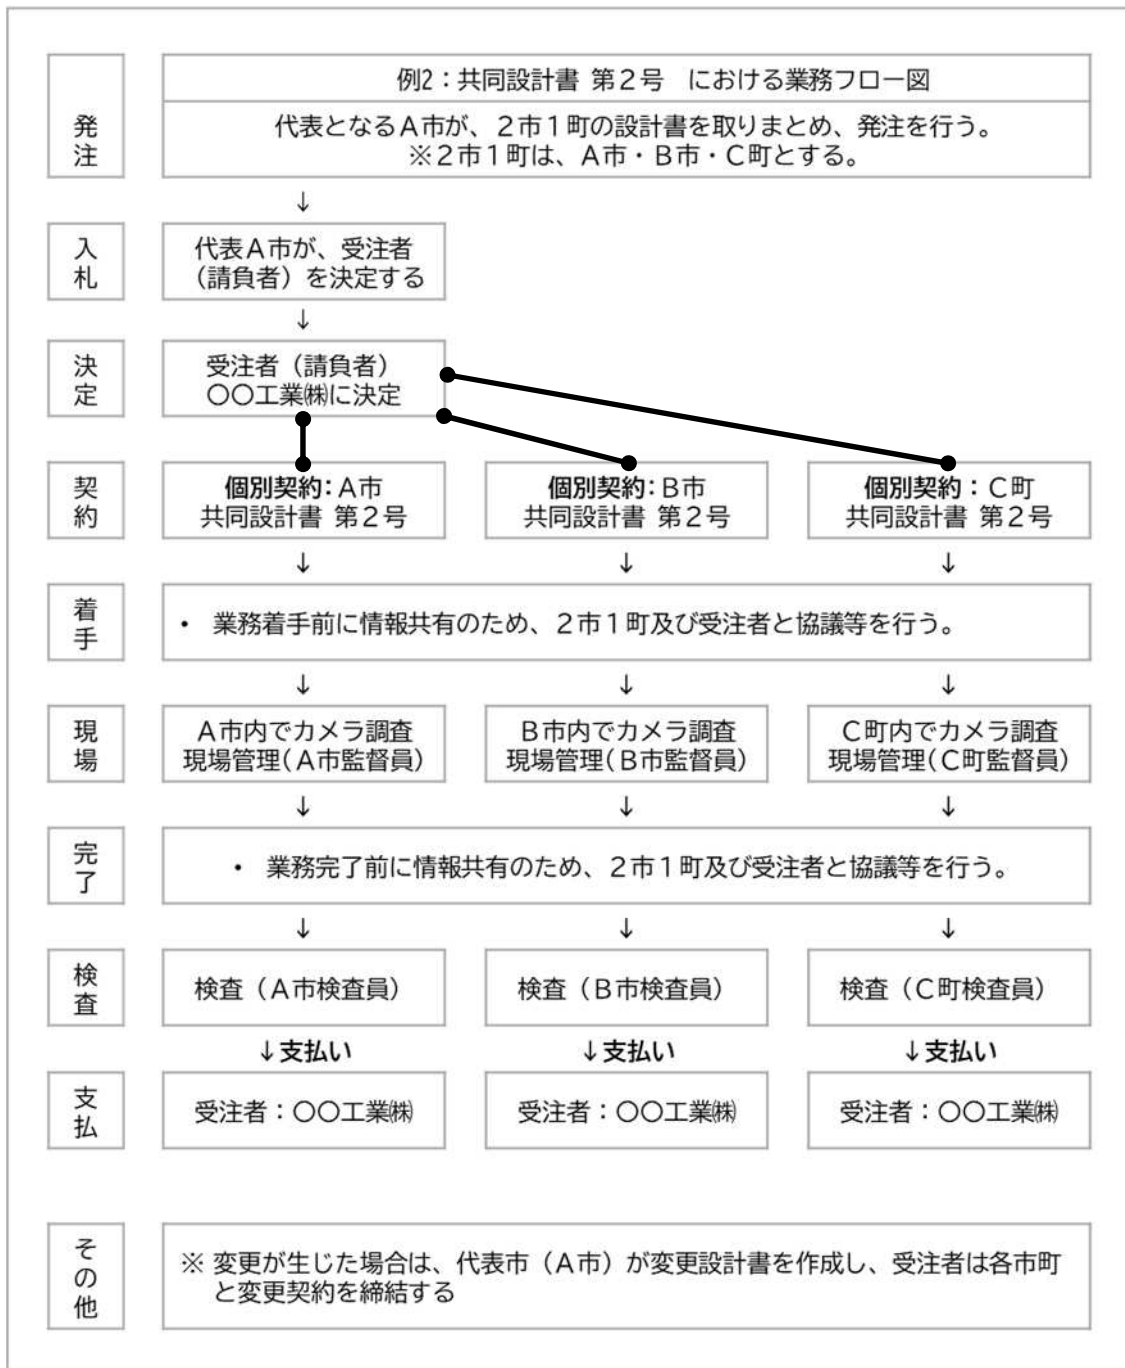 発注
例2：共同設計書 第２号　における業務フロー図
代表となるＡ市が、２市１町の設計書を取りまとめ、発注を行う。
※２市１町は、Ａ市・Ｂ市・Ｃ町とする。
↓
入札
代表Ａ市が、受注者
（請負者）を決定する
↓
決定
受注者（請負者）
〇〇工業㈱に決定
契約
個別契約：Ａ市
共同設計書 第２号
個別契約：Ｂ市
共同設計書 第２号
個別契約：Ｃ町
共同設計書 第２号
↓ ↓ ↓
着手
・ 業務着手前に情報共有のため、２市１町及び受注者と協議等を行う。
↓ ↓ ↓
現場
Ａ市内でカメラ調査
現場管理（Ａ市監督員）
Ｂ市内でカメラ調査
現場管理（Ｂ市監督員）
Ｃ町内でカメラ調査
現場管理（Ｃ町監督員）
↓ ↓ ↓
完了
・ 業務完了前に情報共有のため、２市１町及び受注者と協議等を行う。
↓ ↓ ↓
検査
検査（Ａ市検査員）
検査（Ｂ市検査員）
検査（Ｃ町検査員）
↓支払い ↓支払い ↓支払い
支払
受注者：〇〇工業㈱
受注者：〇〇工業㈱
受注者：〇〇工業㈱
その他
※ 変更が生じた場合は、代表市（Ａ市）が変更設計書を作成し、受注者は各市町
と変更契約を締結する